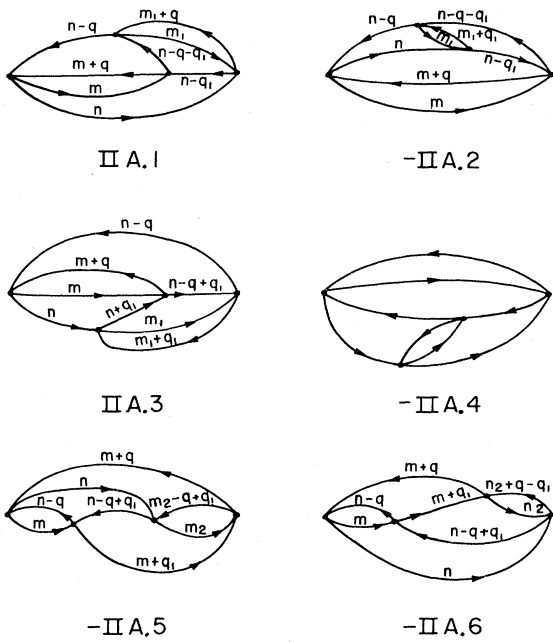 m₁+q
n-q
m₁
n-q-q₁
m+q
n-q₁
m
n
II A.1
n-q
n-q-q₁
m₁+q₁
m₁
n
n-q₁
m+q
m
-II A.2
n-q
m+q
m
n-q+q₁
n
n+q₁
m₁
m₁+q₁
II A.3
-II A.4
m+q
n
n-q
n-q+q₁
m₂-q+q₁
m
m₂
m+q₁
-II A.5
m+q
n₂+q-q₁
n-q
m+q₁
m
n₂
n-q+q₁
n
-II A.6